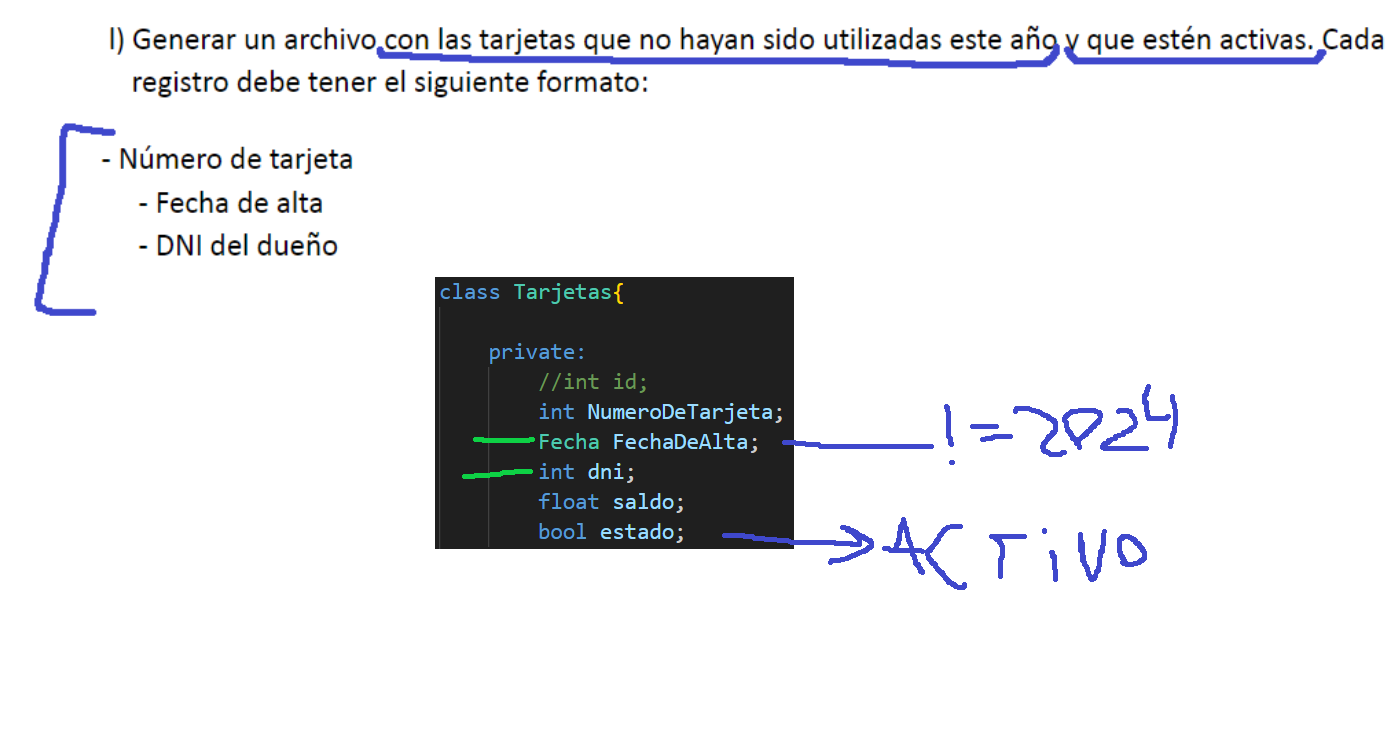 I) Generar un archivo con las tarjetas que no hayan sido utilizadas este año y que estén activas. Cada
registro debe tener el siguiente formato:
- Número de tarjeta
- Fecha de alta
- DNI del dueño
class Tarjetas{
private:
//int id;
int NumeroDeTarjeta;
Fecha FechaDeAlta; != 2024
int dni;
float saldo;
bool estado; ACTiVO